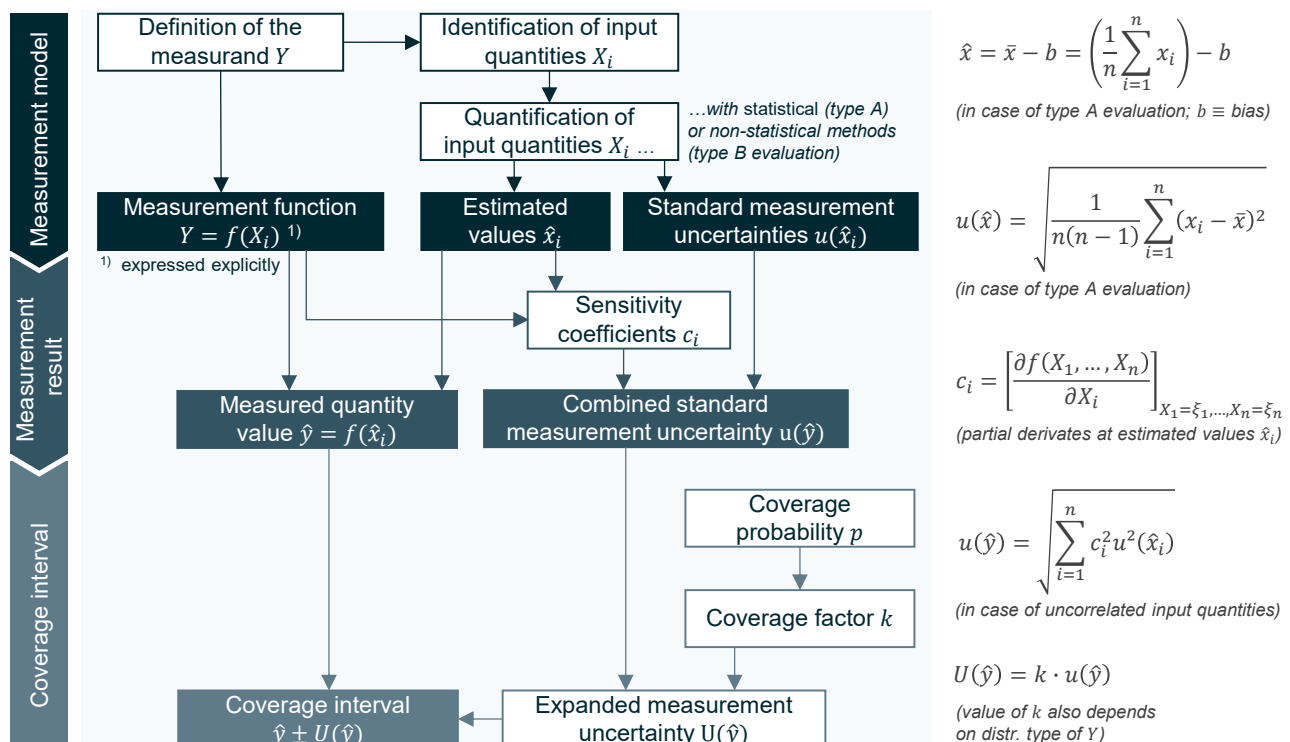 Measurement model
Definition of the
measurand Y
Identification of input
quantities Xᵢ
Quantification of
input quantities Xᵢ ...
...with statistical (type A)
or non-statistical methods
(type B evaluation)
Measurement function
Y = f(Xᵢ) ¹⁾
¹⁾ expressed explicitly
Estimated
values x̂ᵢ
Standard measurement
uncertainties u(x̂ᵢ)
Measurement
result
Sensitivity
coefficients cᵢ
Measured quantity
value ŷ = f(x̂ᵢ)
Combined standard
measurement uncertainty u(ŷ)
Coverage interval
Coverage
probability p
Coverage factor k
Coverage interval
ŷ ± U(ŷ)
Expanded measurement
uncertainty U(ŷ)
x̂ = x̄ − b = (1/n ∑ᵢ₌₁ⁿ xᵢ) − b
(in case of type A evaluation; b ≡ bias)
u(x̂) = √(1/(n(n − 1)) ∑ᵢ₌₁ⁿ (xᵢ − x̄)²)
(in case of type A evaluation)
cᵢ = [∂f(X₁, …, Xₙ)/∂Xᵢ] X₁=ξ₁,…,Xₙ=ξₙ
(partial derivates at estimated values x̂ᵢ)
u(ŷ) = √(∑ᵢ₌₁ⁿ cᵢ²u²(x̂ᵢ))
(in case of uncorrelated input quantities)
U(ŷ) = k · u(ŷ)
(value of k also depends
on distr. type of Y)